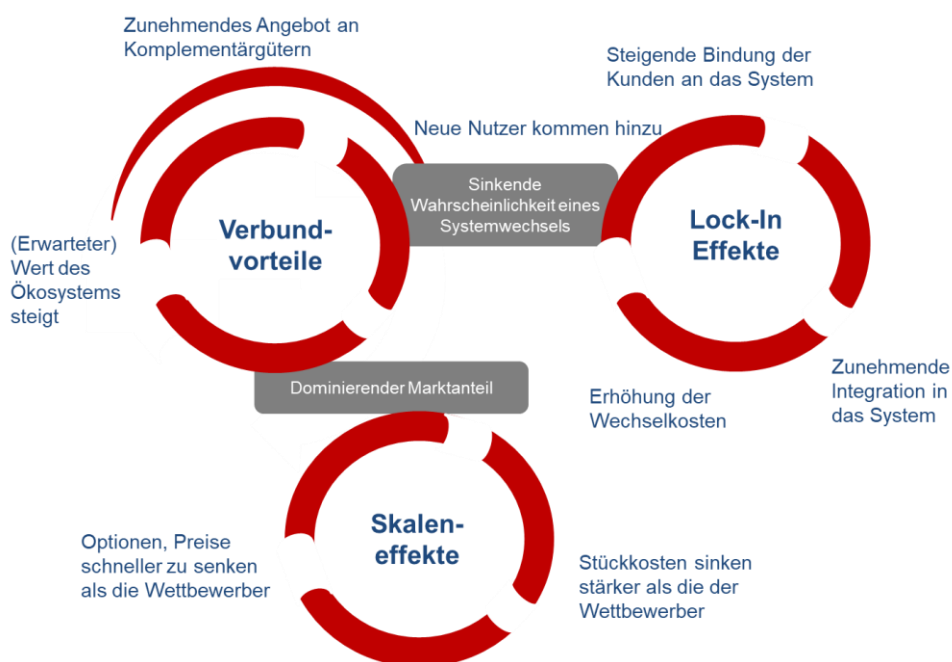 Zunehmendes Angebot an
Komplementärgütern
Steigende Bindung der
Kunden an das System
Neue Nutzer kommen hinzu
Sinkende
Wahrscheinlichkeit eines
Systemwechsels
Verbund-
vorteile
Lock-In
Effekte
(Erwarteter)
Wert des
Ökosystems
steigt
Dominierender Marktanteil
Erhöhung der
Wechselkosten
Zunehmende
Integration in
das System
Skalen-
effekte
Optionen, Preise
schneller zu senken
als die Wettbewerber
Stückkosten sinken
stärker als die der
Wettbewerber